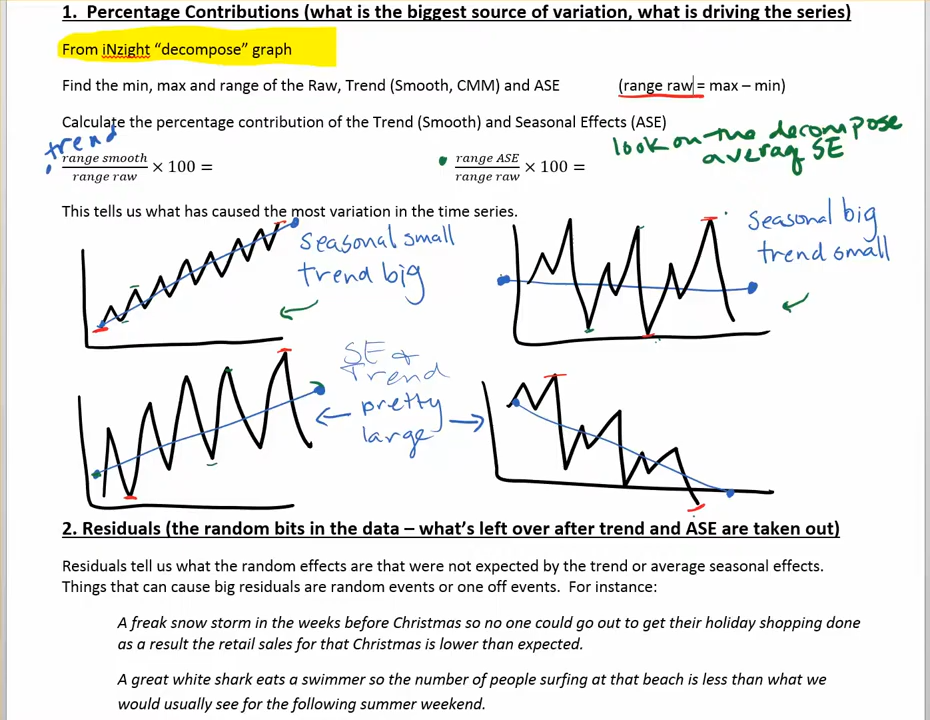 1. Percentage Contributions (what is the biggest source of variation, what is driving the series)
From iNzight “decompose” graph
Find the min, max and range of the Raw, Trend (Smooth, CMM) and ASE (range raw = max – min)
Calculate the percentage contribution of the Trend (Smooth) and Seasonal Effects (ASE)
trend
look on the decompose
averag SE
range smooth / range raw × 100 =
range ASE / range raw × 100 =
This tells us what has caused the most variation in the time series.
Seasonal small
trend big
Seasonal big
trend small
SE &
Trend
pretty
large
2. Residuals (the random bits in the data – what’s left over after trend and ASE are taken out)
Residuals tell us what the random effects are that were not expected by the trend or average seasonal effects.
Things that can cause big residuals are random events or one off events. For instance:
A freak snow storm in the weeks before Christmas so no one could go out to get their holiday shopping done
as a result the retail sales for that Christmas is lower than expected.
A great white shark eats a swimmer so the number of people surfing at that beach is less than what we
would usually see for the following summer weekend.